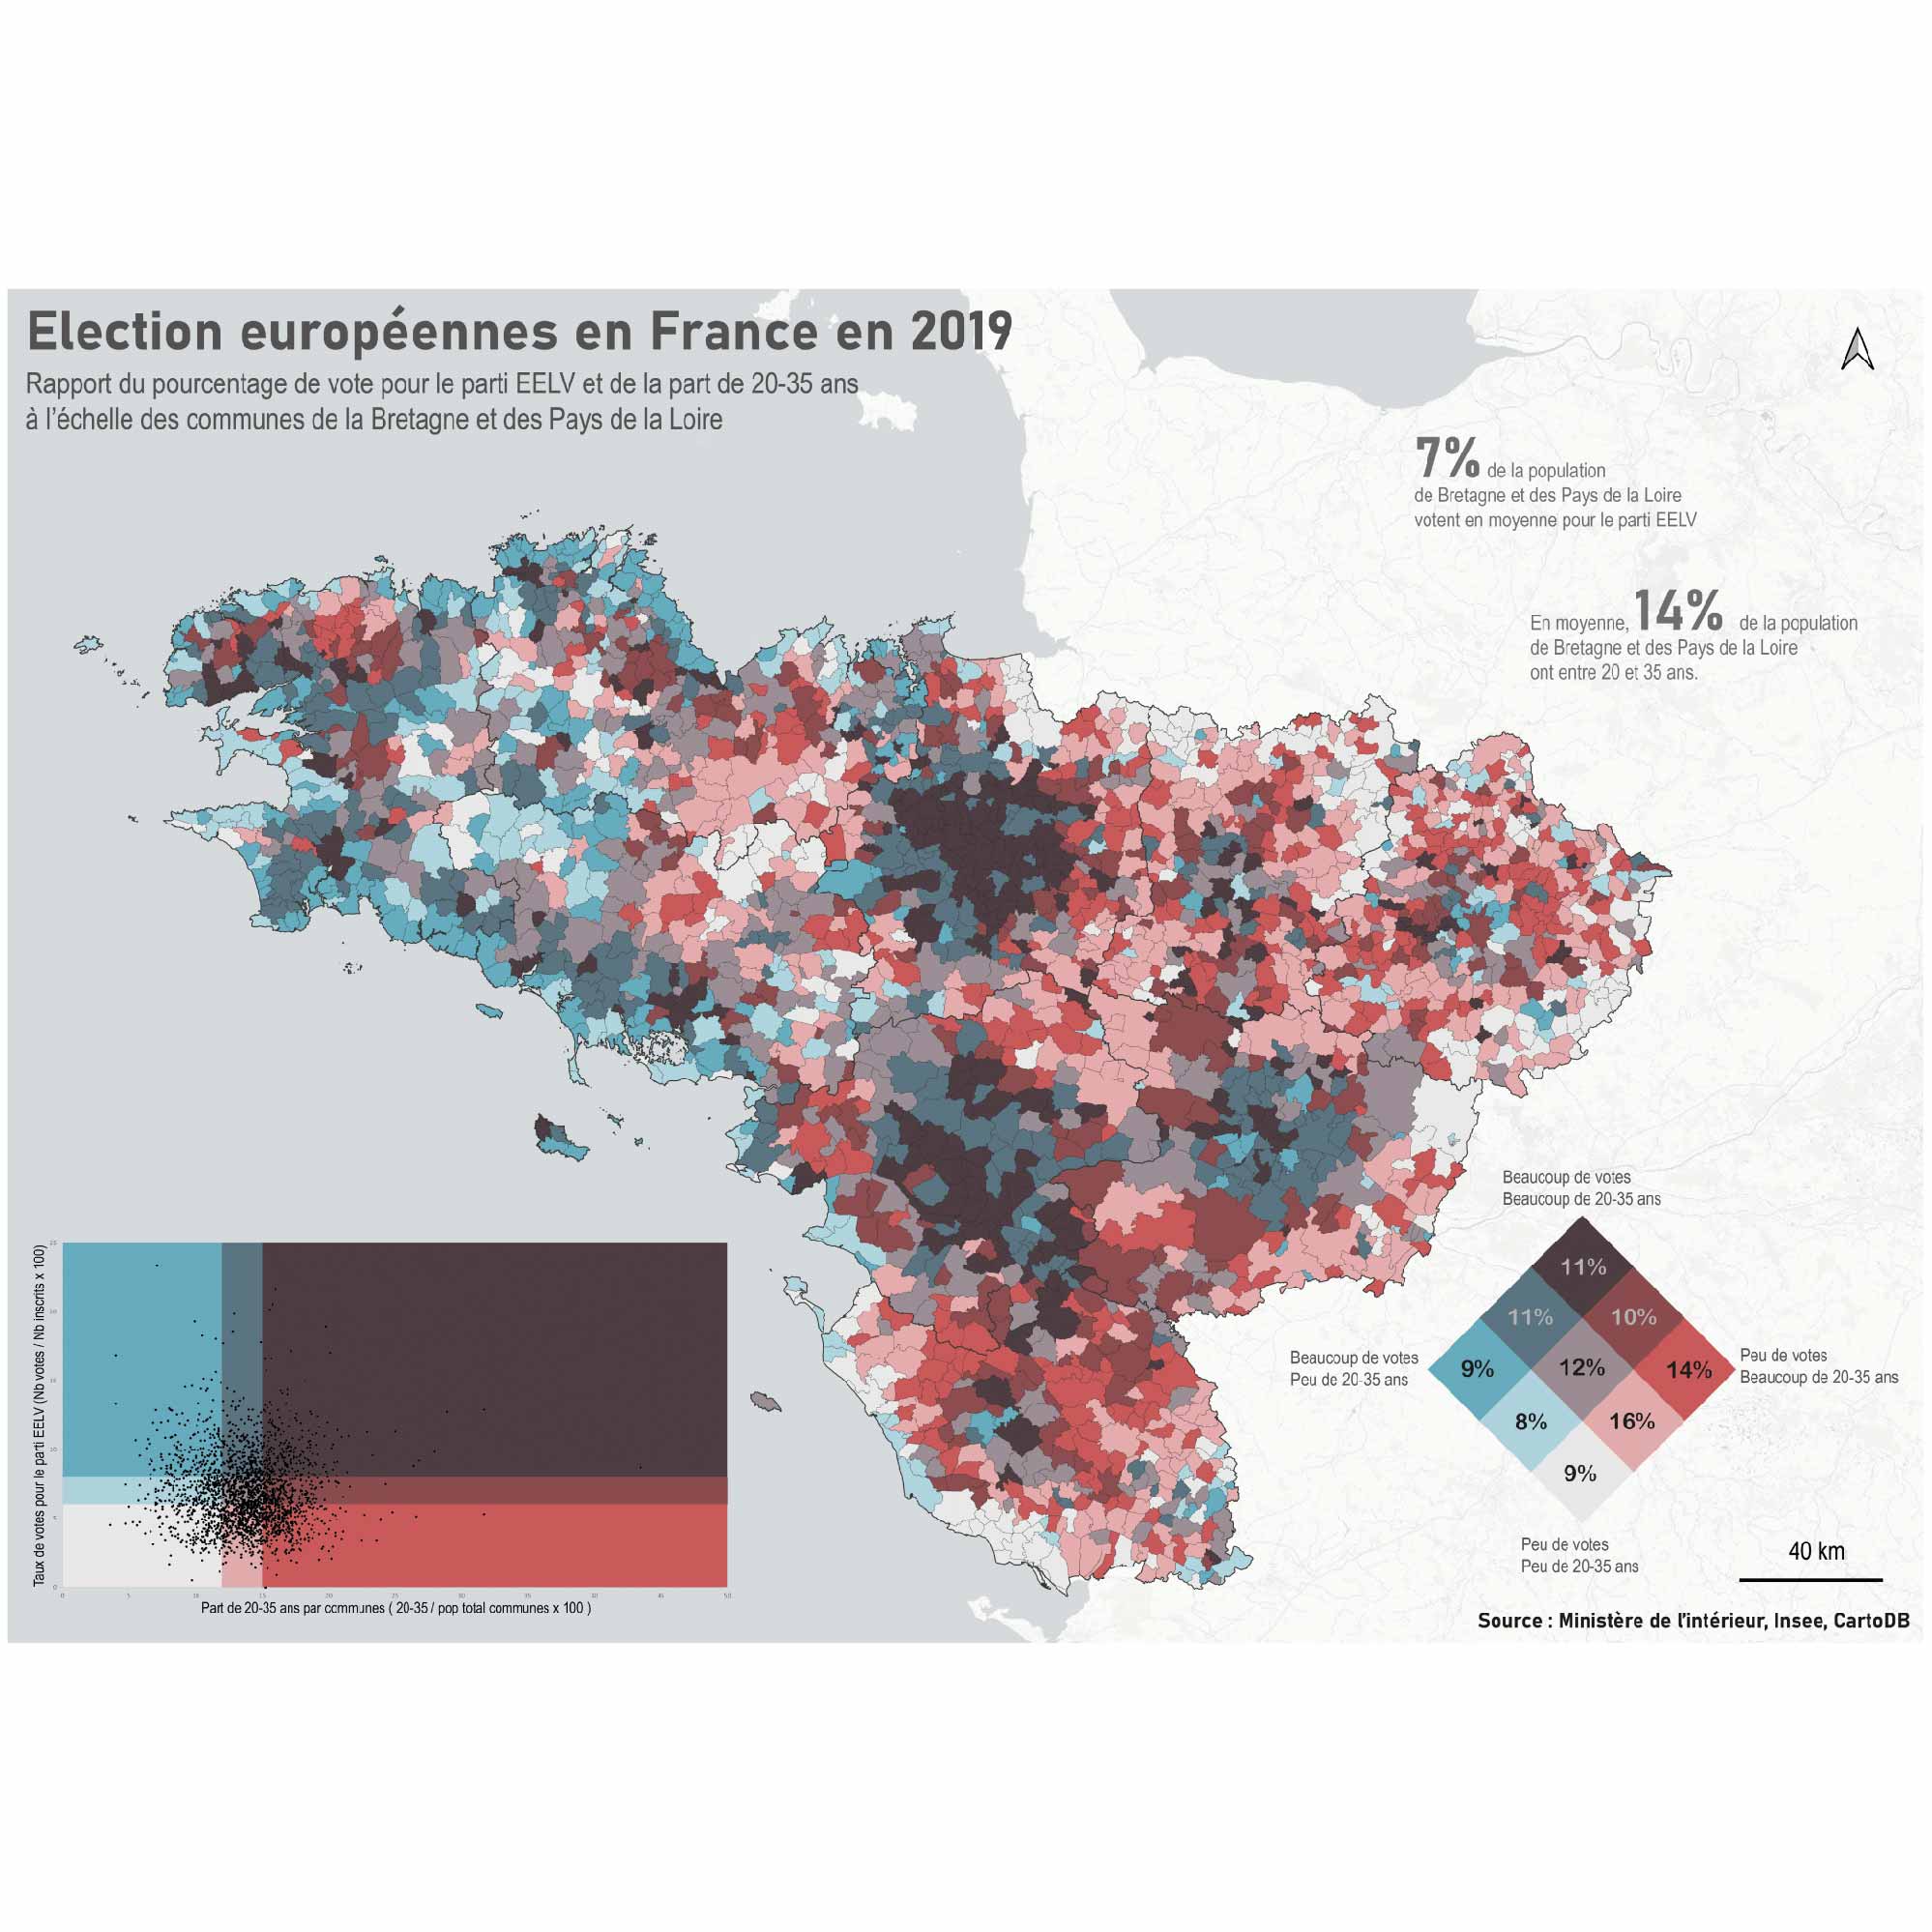 Election européennes en France en 2019
Rapport du pourcentage de vote pour le parti EELV et de la part de 20-35 ans
à l'échelle des communes de la Bretagne et des Pays de la Loire
7% de la population
de Bretagne et des Pays de la Loire
votent en moyenne pour le parti EELV
En moyenne, 14% de la population
de Bretagne et des Pays de la Loire
ont entre 20 et 35 ans.
Beaucoup de votes
Beaucoup de 20-35 ans
11%
11% 10%
Beaucoup de votes
Peu de 20-35 ans
9% 12% 14%
Peu de votes
Beaucoup de 20-35 ans
8% 16%
9%
Peu de votes
Peu de 20-35 ans
40 km
Source : Ministère de l'intérieur, Insee, CartoDB
Taux de votes pour le parti EELV (Nb votes / Nb inscrits x 100)
Part de 20-35 ans par communes ( 20-35 / pop total communes x 100 )